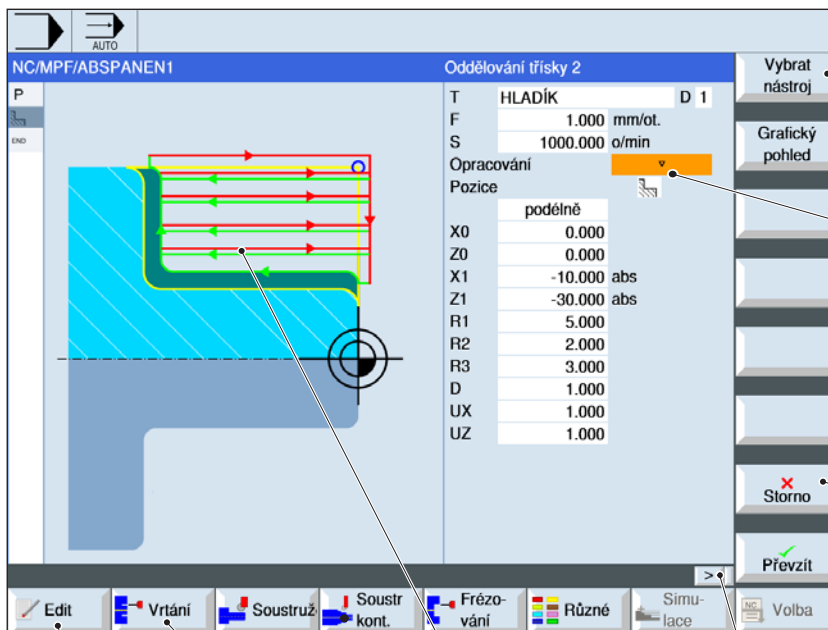 AUTO
NC/MPF/ABSPANEN1
Oddělování třísky 2
P
END
T HLADÍK D 1
F 1.000 mm/ot.
S 1000.000 o/min
Opracování ▿
Pozice
podélně
X0 0.000
Z0 0.000
X1 -10.000 abs
Z1 -30.000 abs
R1 5.000
R2 2.000
R3 3.000
D 1.000
UX 1.000
UZ 1.000
Vybrat
nástroj
Grafický
pohled
Storno
Převzít
>
Edit
Vrtání
Soustruž
Soustr
kont.
Frézo-
vání
Různé
Simu-
lace
NC
Volba